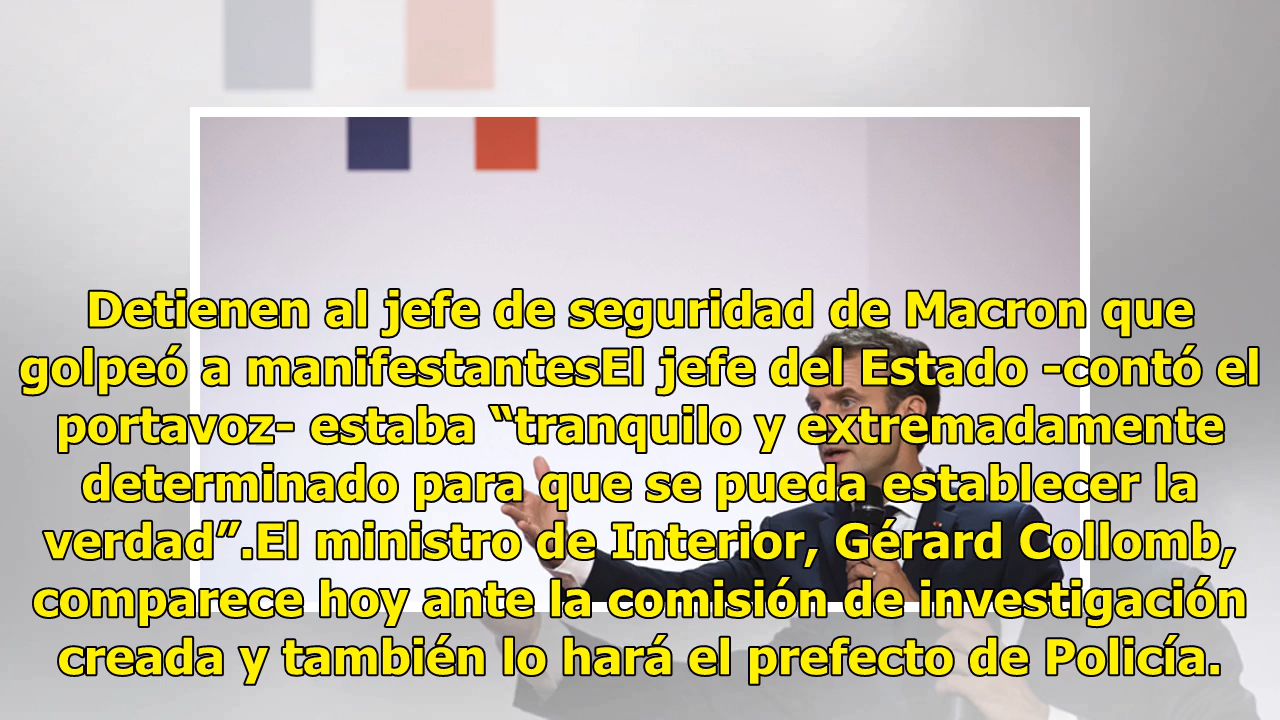 Detienen al jefe de seguridad de Macron que
golpeó a manifestantesEl jefe del Estado -contó el
portavoz- estaba “tranquilo y extremadamente
determinado para que se pueda establecer la
verdad”.El ministro de Interior, Gérard Collomb,
comparece hoy ante la comisión de investigación
creada y también lo hará el prefecto de Policía.